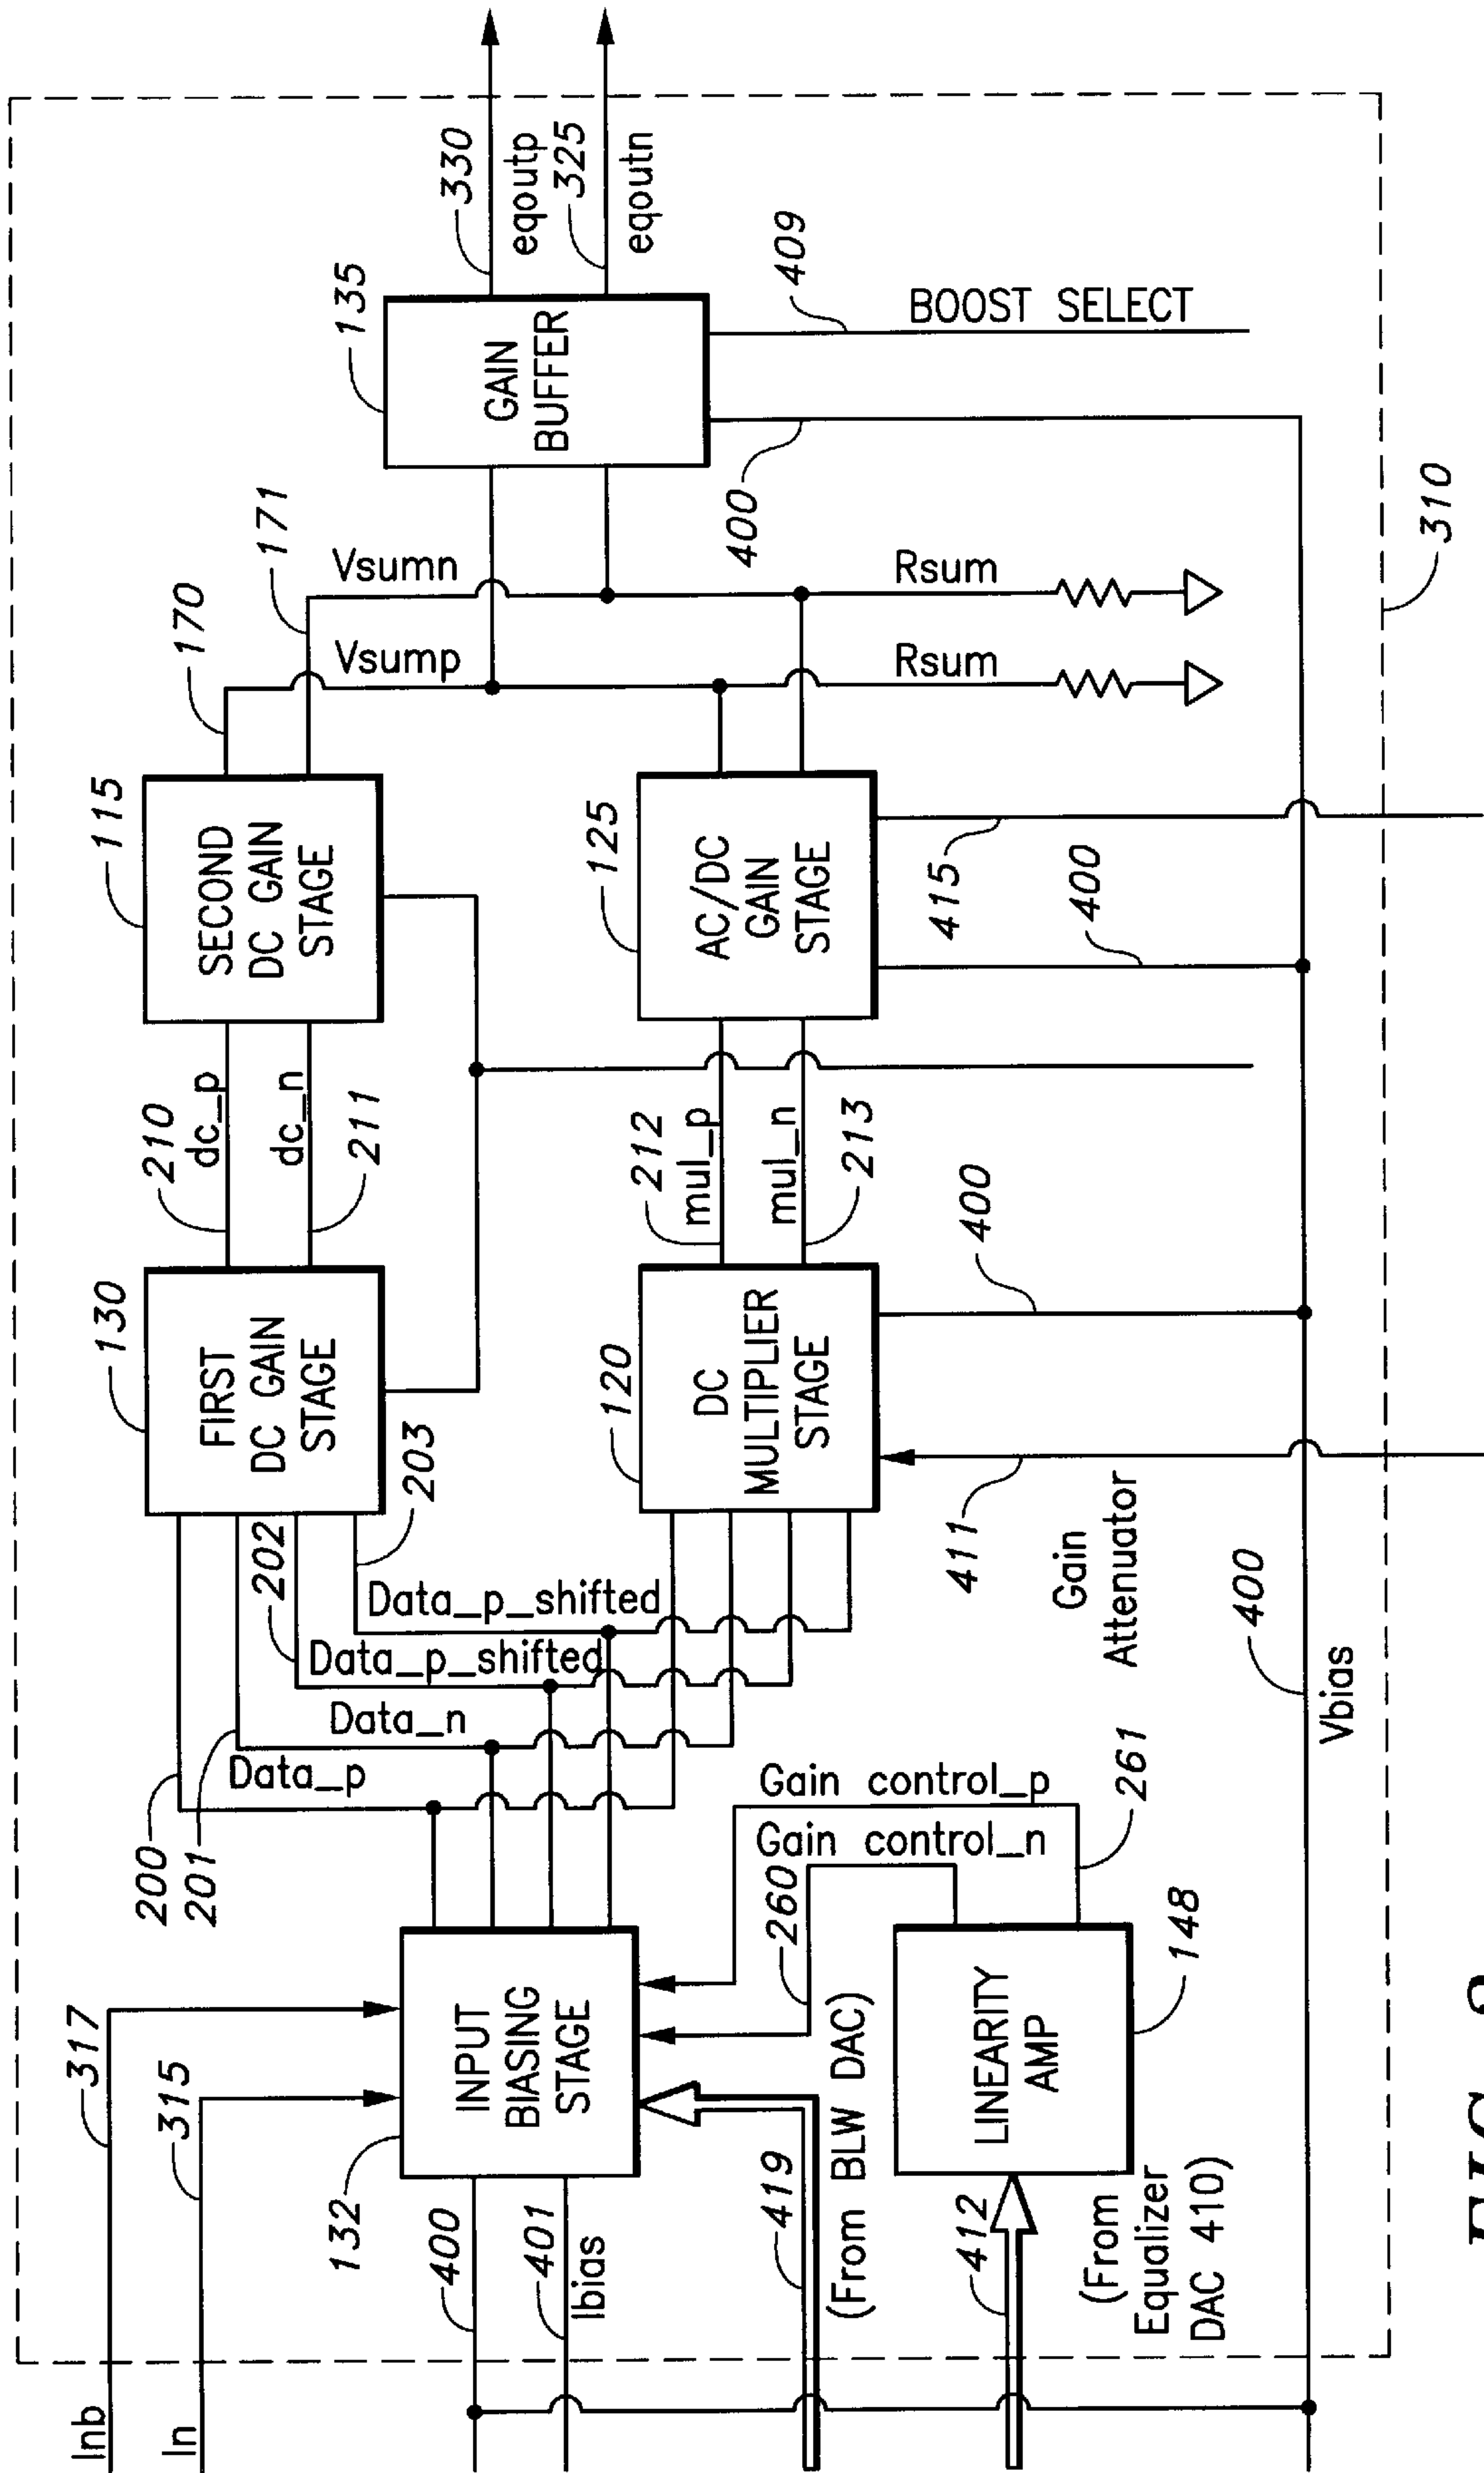 Inb
317
In
315
132
INPUT
BIASING
STAGE
400
401
Ibias
419
(From BLW DAC)
412
(From
Equalizer
DAC 410)
LINEARITY
AMP
148
260
261
Gain control_p
Gain control_n
200
201
202
203
Data_p
Data_n
Data_p_shifted
Data_p_shifted
130
FIRST
DC GAIN
STAGE
210
dc_p
dc_n
211
115
SECOND
DC GAIN
STAGE
170
171
Vsumn
Vsump
Rsum
Rsum
120
DC
MULTIPLIER
STAGE
212
mul_p
mul_n
213
125
AC/DC
GAIN
STAGE
415
400
400
411
Gain
Attenuator
400
Vbias
135
GAIN
BUFFER
330
eqoutp
325
eqoutn
409
BOOST SELECT
400
310